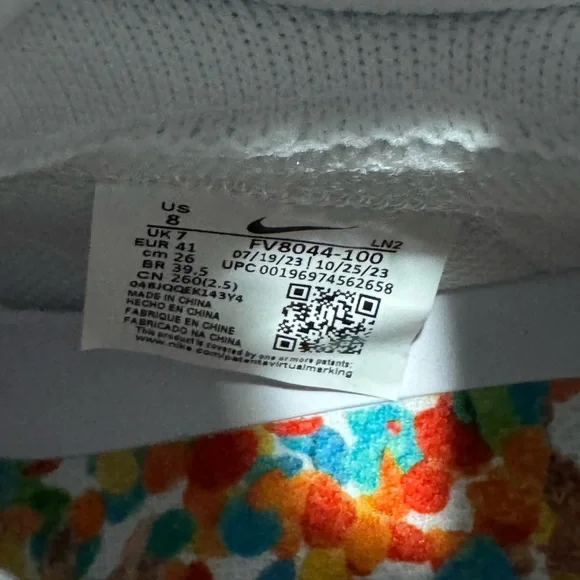 US
8
UK 7
EUR 41
cm 26
BR 39.5
CN 260(2.5)
04BJOQEK143Y4
MADE IN CHINA
HECHO EN CHINA
FABRIQUE EN CHINE
FABRICADO NA CHINA
This product is covered by one or more patents:
www.nike.com/patentsvirtualmarking
LN2
FV8044-100
07/19/23 | 10/25/23
UPC 00196974562658